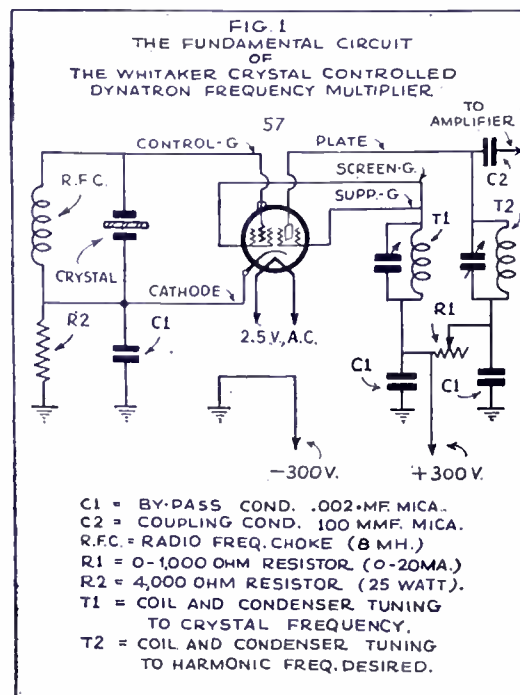 FIG. 1
THE FUNDAMENTAL CIRCUIT
OF
THE WHITAKER CRYSTAL CONTROLLED
DYNATRON FREQUENCY MULTIPLIER
TO
AMPLIFIER
57
CONTROL-G
PLATE
C2
SCREEN-G.
R.F.C.
SUPP.-G
T1
T2
CRYSTAL
CATHODE
R1
R2
C1
2.5 V., A.C.
C1
C1
-300V.
+300V.
C1 = BY-PASS COND. .002-MF. MICA.
C2 = COUPLING COND. 100 MMF. MICA.
R.F.C. = RADIO FREQ. CHOKE (8 MH.)
R1 = 0-1,000 OHM RESISTOR (0-20MA.)
R2 = 4,000 OHM RESISTOR (25 WATT).
T1 = COIL AND CONDENSER TUNING
TO CRYSTAL FREQUENCY.
T2 = COIL AND CONDENSER TUNING
TO HARMONIC FREQ. DESIRED.